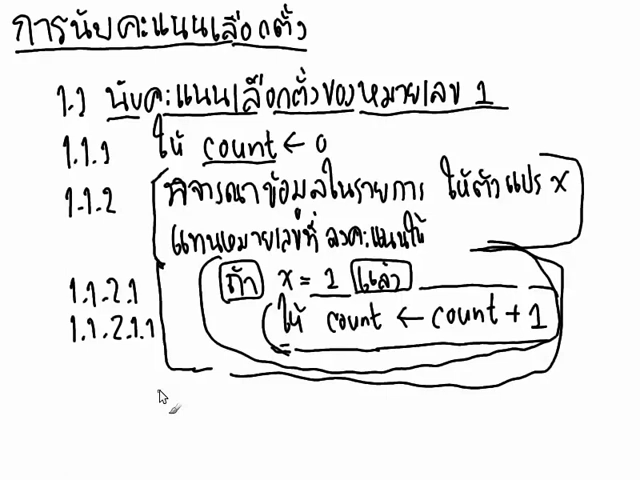 การนับคะแนนเลือกตั้ง
1.1 นับคะแนนเลือกตั้งของหมายเลข 1
1.1.1 ให้ count ← 0
1.1.2 พิจารณาข้อมูลในรายการ ให้ตัวแปร x
แทนหมายเลขที่ลงคะแนนให้
1.1.2.1 ถ้า x = 1 แล้ว
1.1.2.1.1 ให้ count ← count + 1